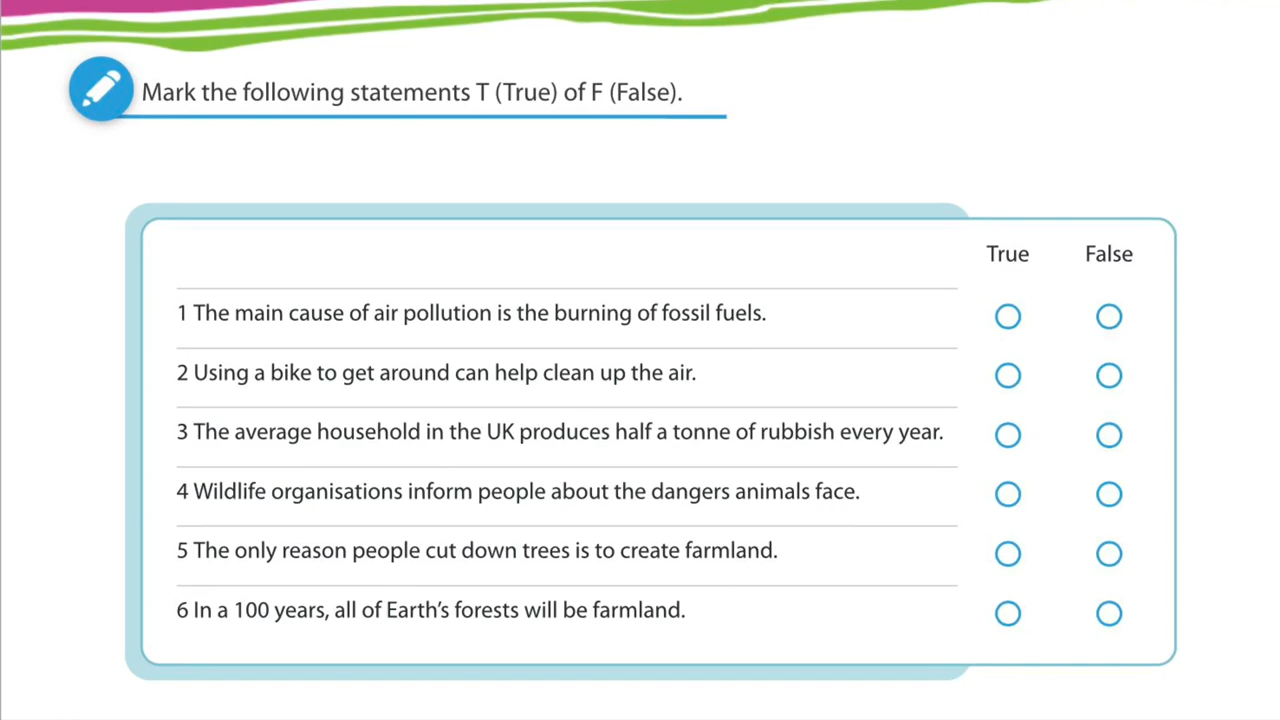 Mark the following statements T (True) of F (False).
True False
1 The main cause of air pollution is the burning of fossil fuels.
2 Using a bike to get around can help clean up the air.
3 The average household in the UK produces half a tonne of rubbish every year.
4 Wildlife organisations inform people about the dangers animals face.
5 The only reason people cut down trees is to create farmland.
6 In a 100 years, all of Earth’s forests will be farmland.